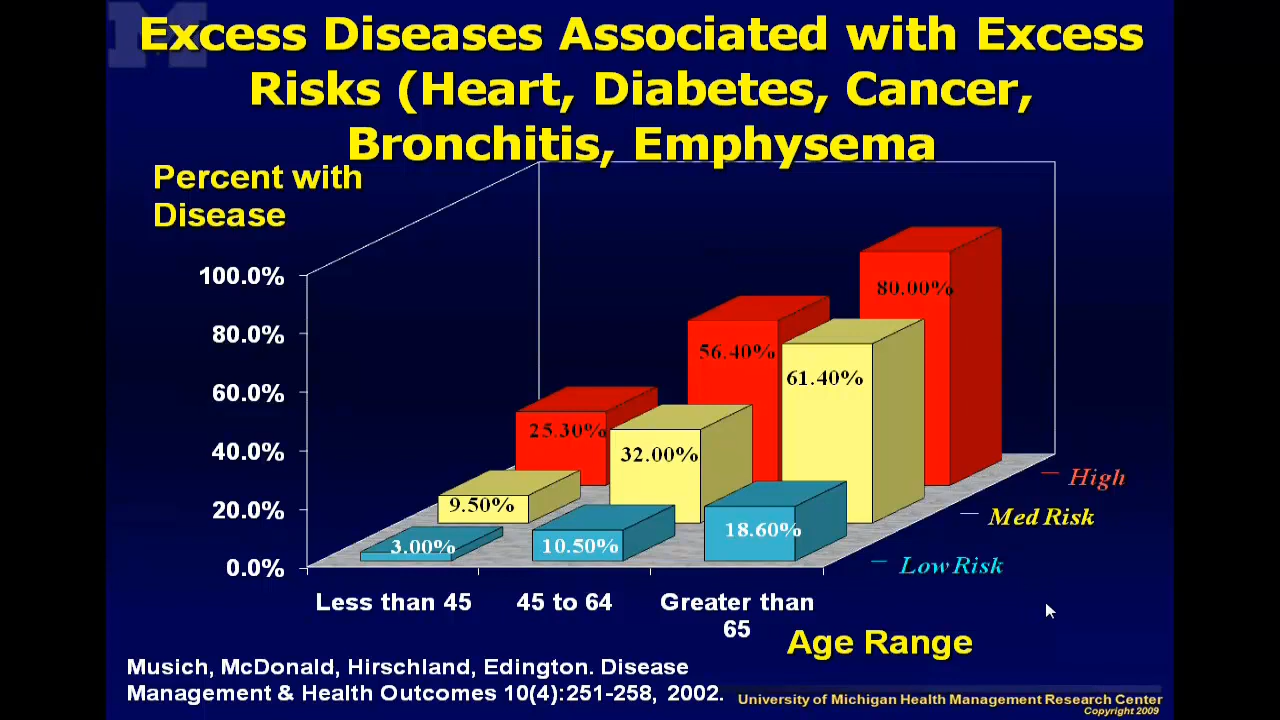 M
Excess Diseases Associated with Excess
Risks (Heart, Diabetes, Cancer,
Bronchitis, Emphysema
Percent with
Disease
100.0%
80.0%
60.0%
40.0%
20.0%
0.0%
80.00%
56.40%
61.40%
25.30%
32.00%
9.50%
18.60%
3.00%
10.50%
High
Med Risk
Low Risk
Less than 45
45 to 64
Greater than
65
Age Range
Musich, McDonald, Hirschland, Edington. Disease
Management & Health Outcomes 10(4):251-258, 2002.
University of Michigan Health Management Research Center
Copyright 2009